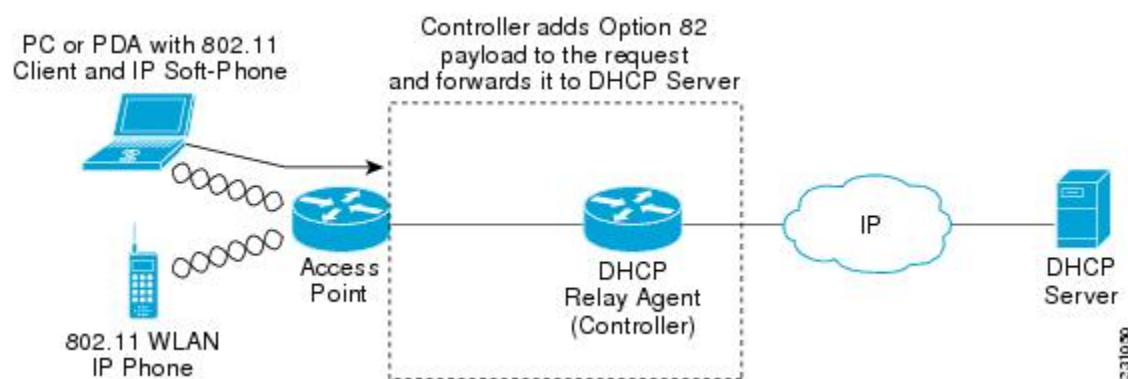 Controller adds Option 82
payload to the request
and forwards it to DHCP Server
PC or PDA with 802.11
Client and IP Soft-Phone
Access
Point
DHCP
Relay Agent
(Controller)
IP
DHCP
Server
802.11 WLAN
IP Phone
231050